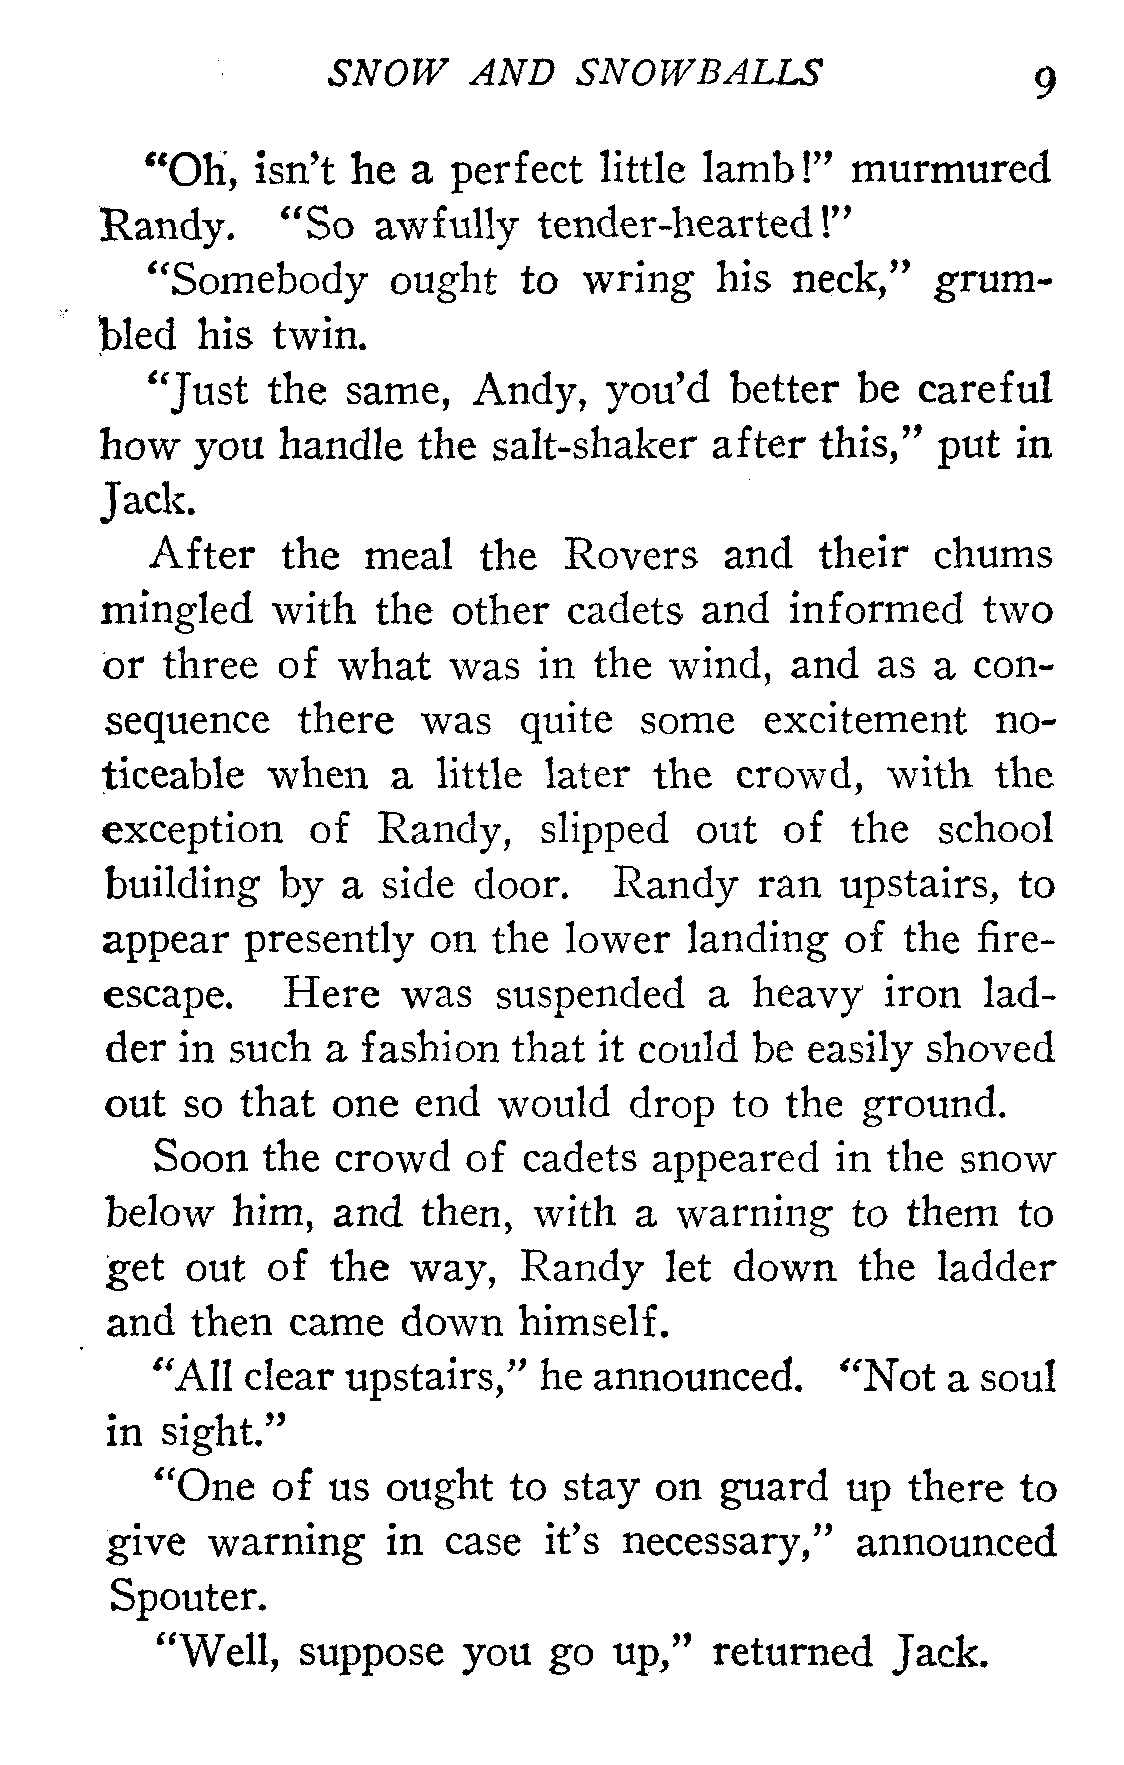 SNOW AND SNOWBALLS 9
"Oh, isn't he a perfect little lamb!" murmured
Randy. "So awfully tender-hearted!"
"Somebody ought to wring his neck," grum-
bled his twin.
"Just the same, Andy, you'd better be careful
how you handle the salt-shaker after this," put in
Jack.
After the meal the Rovers and their chums
mingled with the other cadets and informed two
or three of what was in the wind, and as a con-
sequence there was quite some excitement no-
ticeable when a little later the crowd, with the
exception of Randy, slipped out of the school
building by a side door. Randy ran upstairs, to
appear presently on the lower landing of the fire-
escape. Here was suspended a heavy iron lad-
der in such a fashion that it could be easily shoved
out so that one end would drop to the ground.
Soon the crowd of cadets appeared in the snow
below him, and then, with a warning to them to
get out of the way, Randy let down the ladder
and then came down himself.
"All clear upstairs," he announced. "Not a soul
in sight."
"One of us ought to stay on guard up there to
give warning in case it's necessary," announced
Spouter.
"Well, suppose you go up," returned Jack.